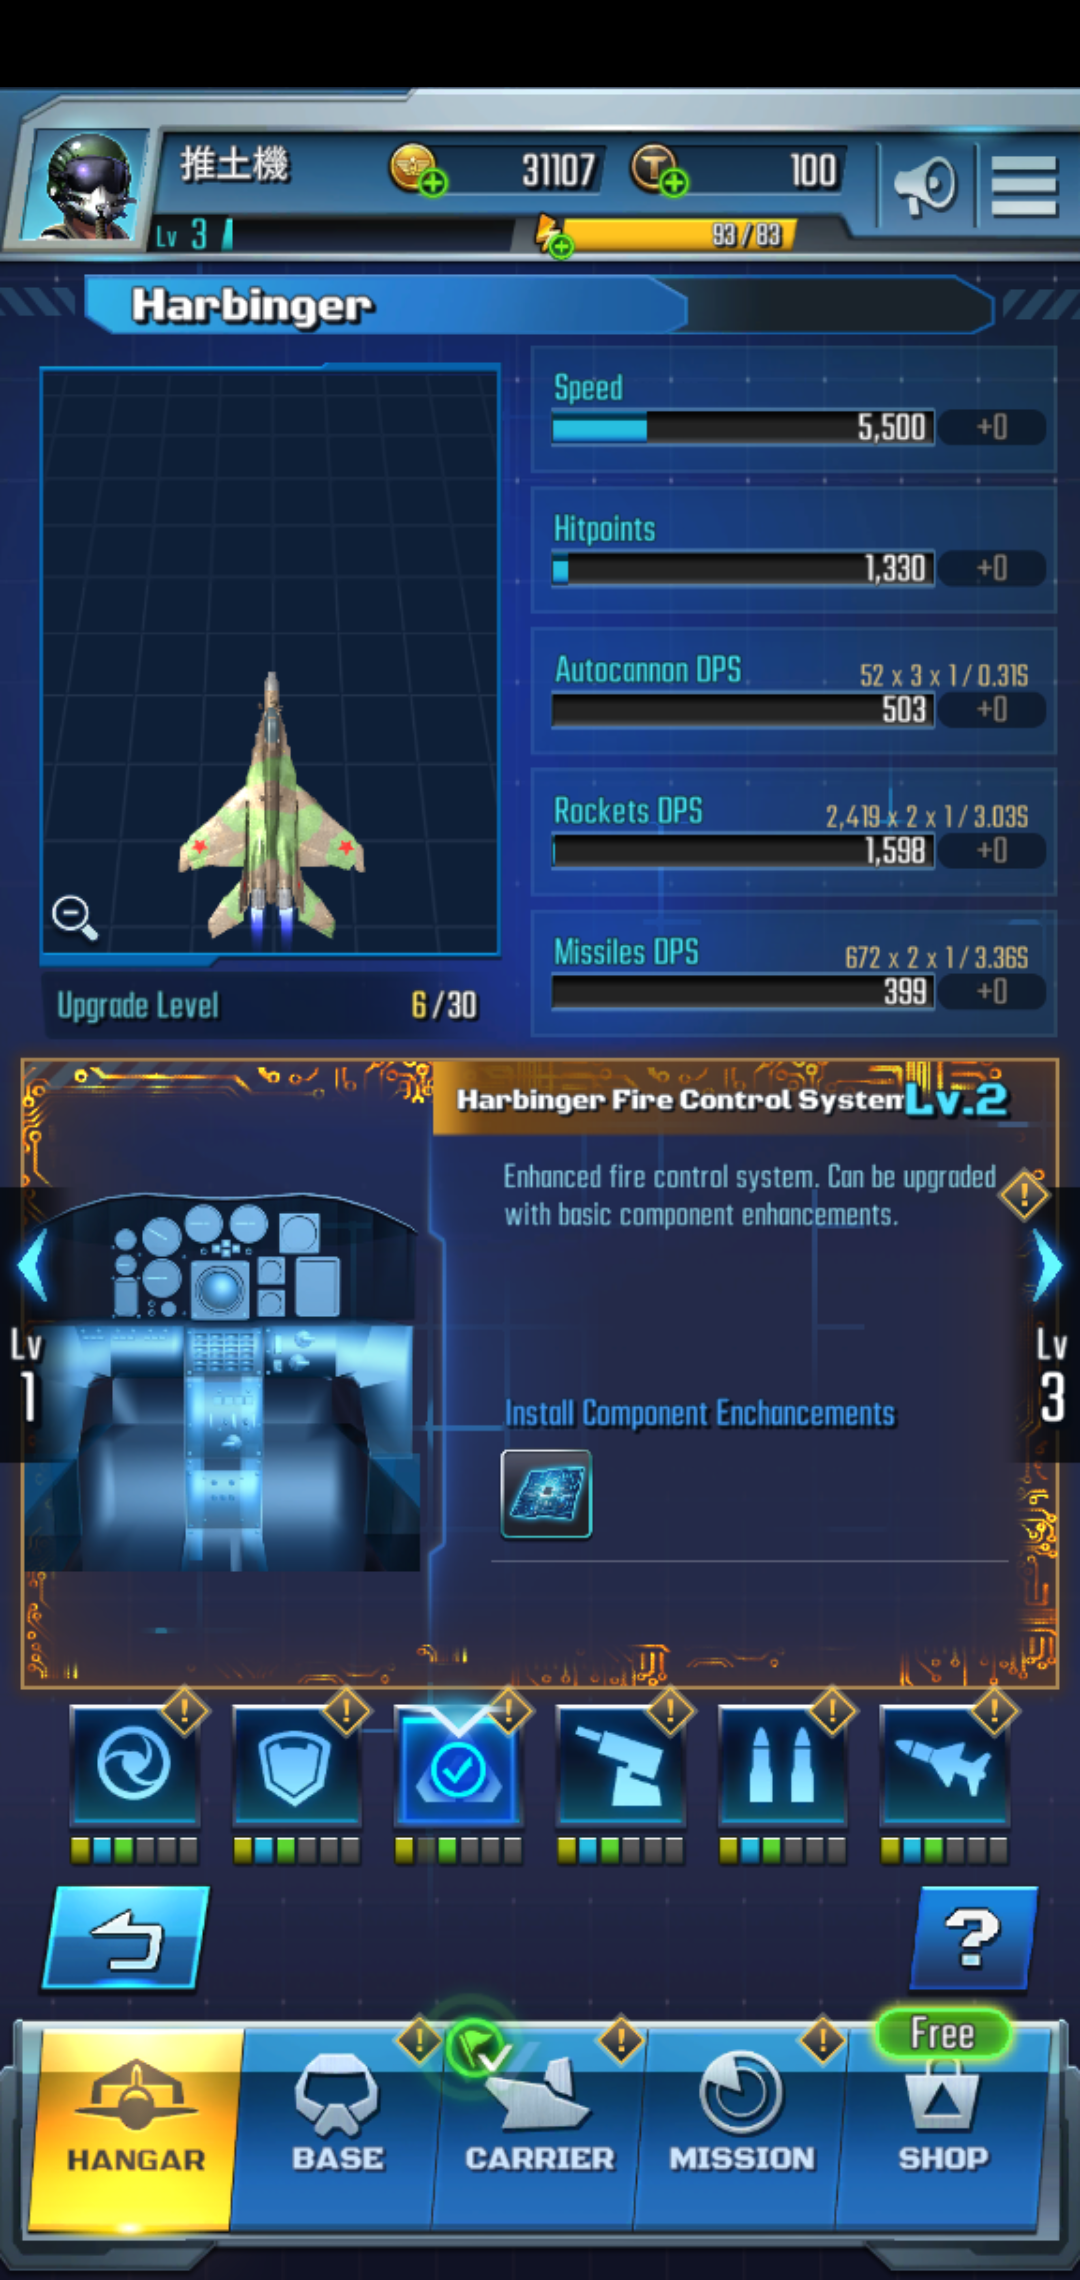 推土機
31107
100
Lv 3
93/83
Harbinger
Speed
5,500
+0
Hitpoints
1,330
+0
Autocannon DPS
52 x 3 x 1 / 0.31S
503
+0
Rockets DPS
2,419 x 2 x 1 / 3.03S
1,598
+0
Missiles DPS
672 x 2 x 1 / 3.36S
399
+0
Upgrade Level
6/30
Harbinger Fire Control System Lv.2
Enhanced fire control system. Can be upgraded
with basic component enhancements.
Lv
1
Lv
3
Install Component Enchancements
Free
HANGAR
BASE
CARRIER
MISSION
SHOP